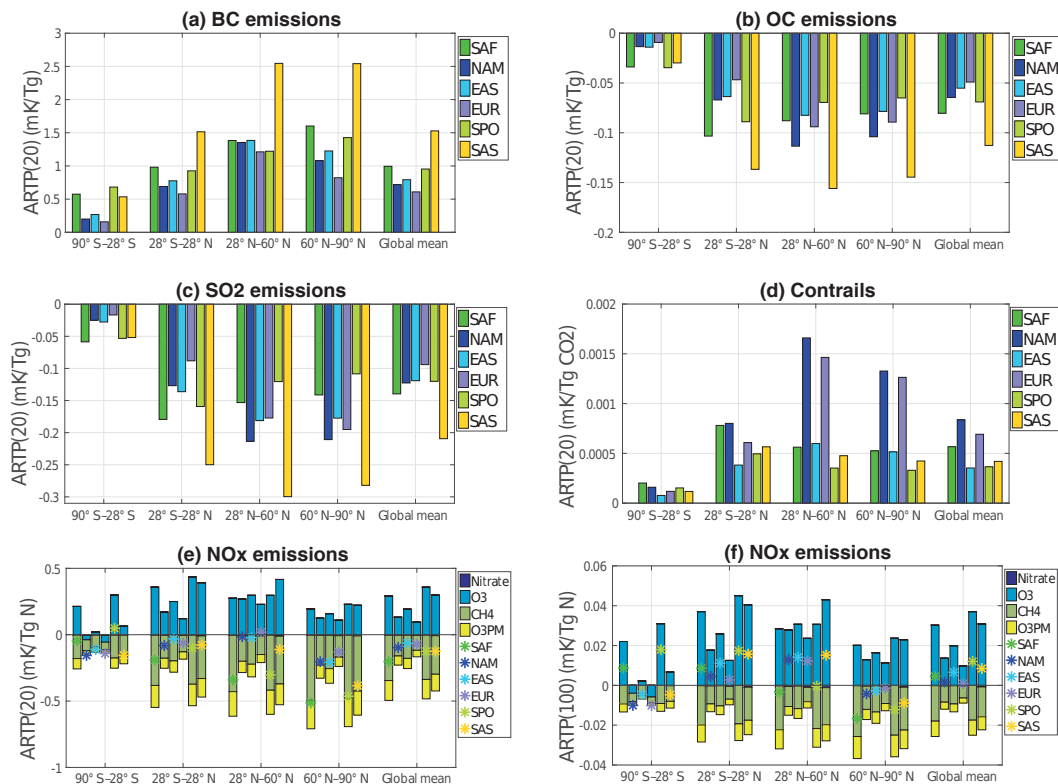 (a) BC emissions
ARTP(20) (mK/Tg)
3
2.5
2
1.5
1
0.5
0
90° S–28° S
28° S–28° N
28° N–60° N
60° N–90° N
Global mean
SAF
NAM
EAS
EUR
SPO
SAS
(b) OC emissions
ARTP(20) (mK/Tg)
0
-0.05
-0.1
-0.15
-0.2
90° S–28° S
28° S–28° N
28° N–60° N
60° N–90° N
Global mean
SAF
NAM
EAS
EUR
SPO
SAS
(c) SO2 emissions
ARTP(20) (mK/Tg)
0
-0.05
-0.1
-0.15
-0.2
-0.25
-0.3
90° S–28° S
28° S–28° N
28° N–60° N
60° N–90° N
Global mean
SAF
NAM
EAS
EUR
SPO
SAS
(d) Contrails
ARTP(20) (mK/Tg CO2)
0.002
0.0015
0.001
0.0005
0
90° S–28° S
28° S–28° N
28° N–60° N
60° N–90° N
Global mean
SAF
NAM
EAS
EUR
SPO
SAS
(e) NOx emissions
ARTP(20) (mK/Tg N)
0.5
0
-0.5
-1
90° S–28° S
28° S–28° N
28° N–60° N
60° N–90° N
Global mean
Nitrate
O3
CH4
O3PM
SAF
NAM
EAS
EUR
SPO
SAS
(f) NOx emissions
ARTP(100) (mK/Tg N)
0.06
0.04
0.02
0
-0.02
-0.04
90° S–28° S
28° S–28° N
28° N–60° N
60° N–90° N
Global mean
Nitrate
O3
CH4
O3PM
SAF
NAM
EAS
EUR
SPO
SAS